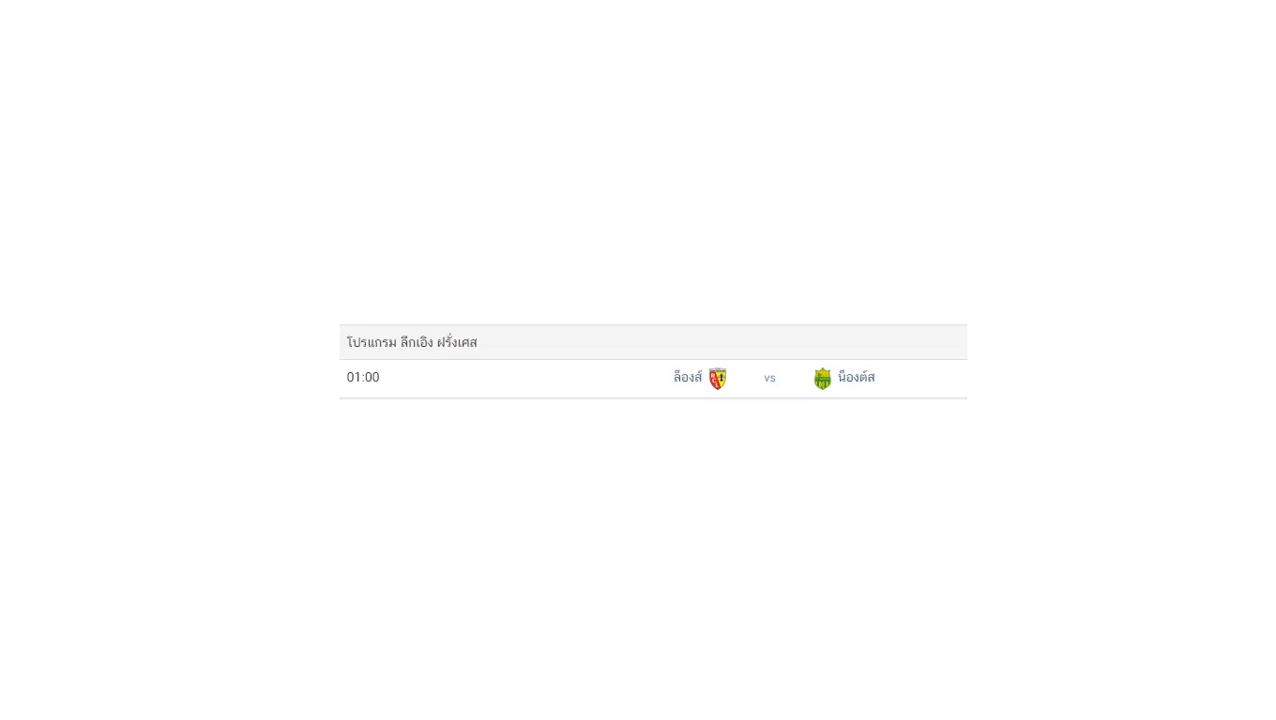 โปรแกรม ลีกเอิง ฝรั่งเศส
01:00 ล็องส์ vs น็องต์ส